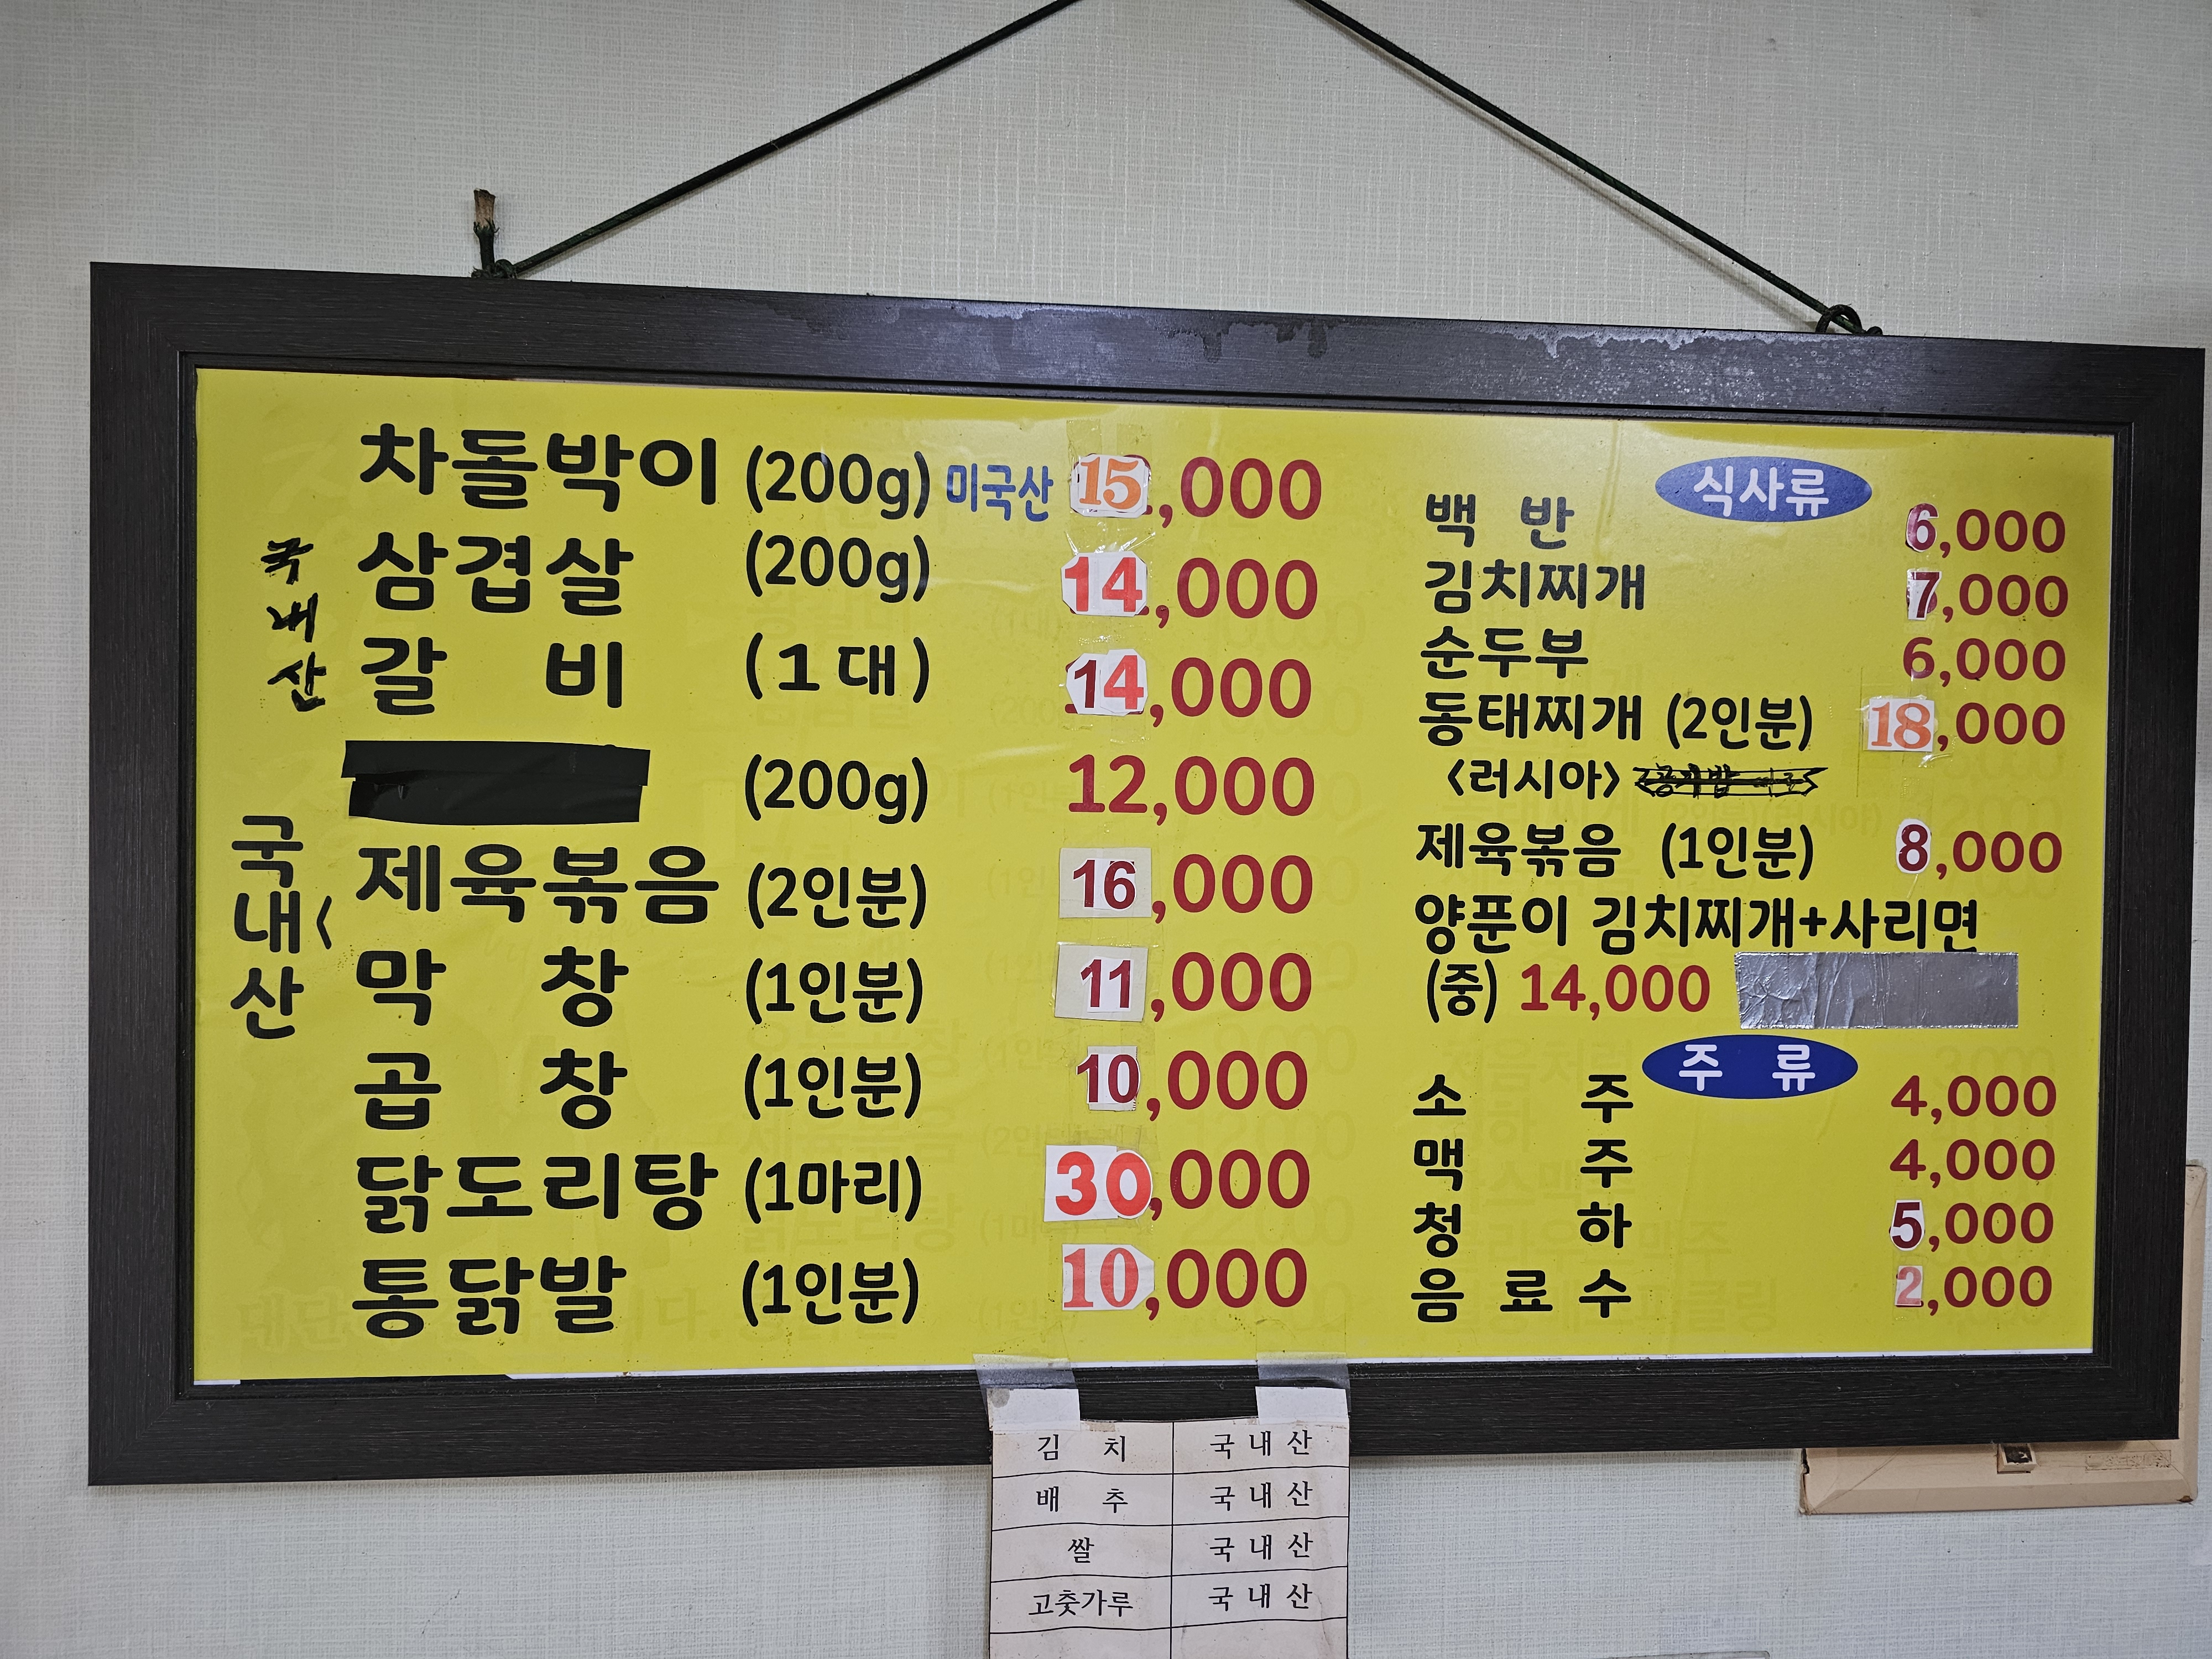 차돌박이 (200g) 미국산 15,000
국내산
삼겹살 (200g) 14,000
갈 비 (1대) 14,000
(200g) 12,000
국내산
제육볶음 (2인분) 16,000
막 창 (1인분) 11,000
곱 창 (1인분) 10,000
닭도리탕 (1마리) 30,000
통닭발 (1인분) 10,000
식사류
백 반 6,000
김치찌개 7,000
순두부 6,000
동태찌개 (2인분) 18,000
<러시아>
제육볶음 (1인분) 8,000
양푼이 김치찌개+사리면
(중) 14,000
주 류
소 주 4,000
맥 주 4,000
청 하 5,000
음 료 수 2,000
김 치 국내산
배 추 국내산
쌀 국내산
고춧가루 국내산